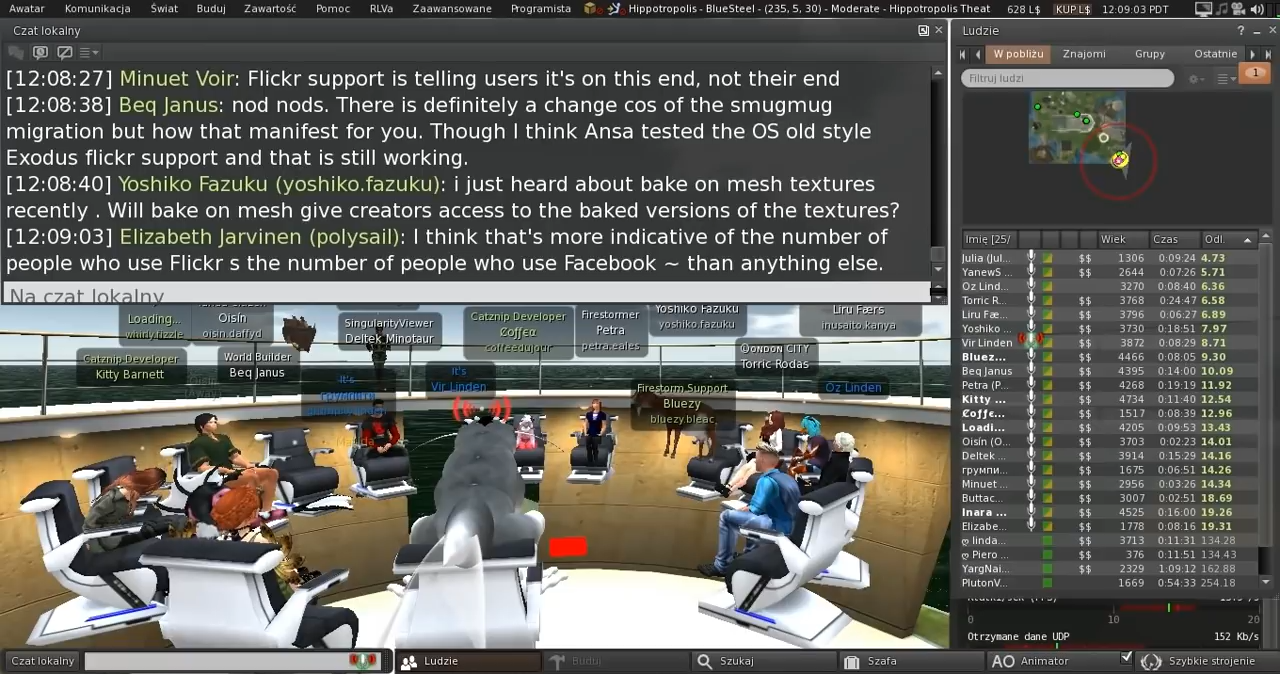 Awatar Komunikacja Świat Buduj Zawartość Pomoc RLVa Zaawansowane Programista Hippotropolis - BlueSteel - (235, 5, 30) - Moderate - Hippotropolis Theat 628 L$ KUP L$ 12:09:03 PDT
Czat lokalny
[12:08:27] Minuet Voir: Flickr support is telling users it's on this end, not their end
[12:08:38] Beq Janus: nod nods. There is definitely a change cos of the smugmug
migration but how that manifest for you. Though I think Ansa tested the OS old style
Exodus flickr support and that is still working.
[12:08:40] Yoshiko Fazuku (yoshiko.fazuku): i just heard about bake on mesh textures
recently . Will bake on mesh give creators access to the baked versions of the textures?
[12:09:03] Elizabeth Jarvinen (polysail): I think that's more indicative of the number of
people who use Flickr s the number of people who use Facebook ~ than anything else.
Na czat lokalny
Loading...
whirly.fizzle
Oisín
oisin.daffyd
SingularityViewer
Deltek Minotaur
Catznip Developer
coffeedujour
Firestormer
Petra
petra.eales
Yoshiko Fazuku
yoshiko.fazuku
Liru Færs
inusaito.kanya
Catznip Developer
Kitty Barnett
World Builder
Beq Janus
It's
It's
Vir Linden
LONDON CITY
Torric Rodas
Firestorm Support
Bluezy
bluezy.bleac
Oz Linden
Ludzie
W pobliżu Znajomi Grupy Ostatnie
Filtruj ludzi
1
Imię [25/ Wiek Czas Odl.
Julia (Jul... $$ 1306 0:09:24 4.73
YanewS ... $$ 2644 0:07:26 5.71
Oz Lind... 3270 0:08:40 6.36
Torric R... $$ 3768 0:24:47 6.58
Liru Fæ... $$ 3796 0:06:27 6.89
Yoshiko ... $$ 3730 0:18:51 7.97
Vir Linden $$ 3872 0:08:29 8.71
Bluez... $$ 4466 0:08:05 9.30
Beq Janus $$ 4395 0:14:00 10.09
Petra (P... $$ 4268 0:19:19 11.92
Kitty ... $$ 4734 0:11:40 12.54
Ȼσƒƒє... $$ 1517 0:08:39 12.96
Loadi... $$ 4205 0:09:53 13.43
Oisín (O... $$ 3703 0:02:23 14.01
Deltek ... $$ 3914 0:15:29 14.16
групми... $$ 1675 0:06:51 14.26
Minuet ... $$ 2956 0:03:26 14.34
Buttac... $$ 3007 0:02:51 18.69
Inara ... $$ 4525 0:16:00 19.26
Elizabe... $$ 1778 0:08:16 19.31
ღ linda... $$ 3713 0:11:31 134.28
ღ Piero ... $$ 376 0:11:51 134.43
YargNai... $$ 2329 1:09:12 162.88
PlutonV... 1669 0:54:33 254.18
0 10 20
Otrzymane dane UDP 152 Kb/s
Czat lokalny Ludzie Buduj Szukaj Szafa AO Animator Szybkie strojenie